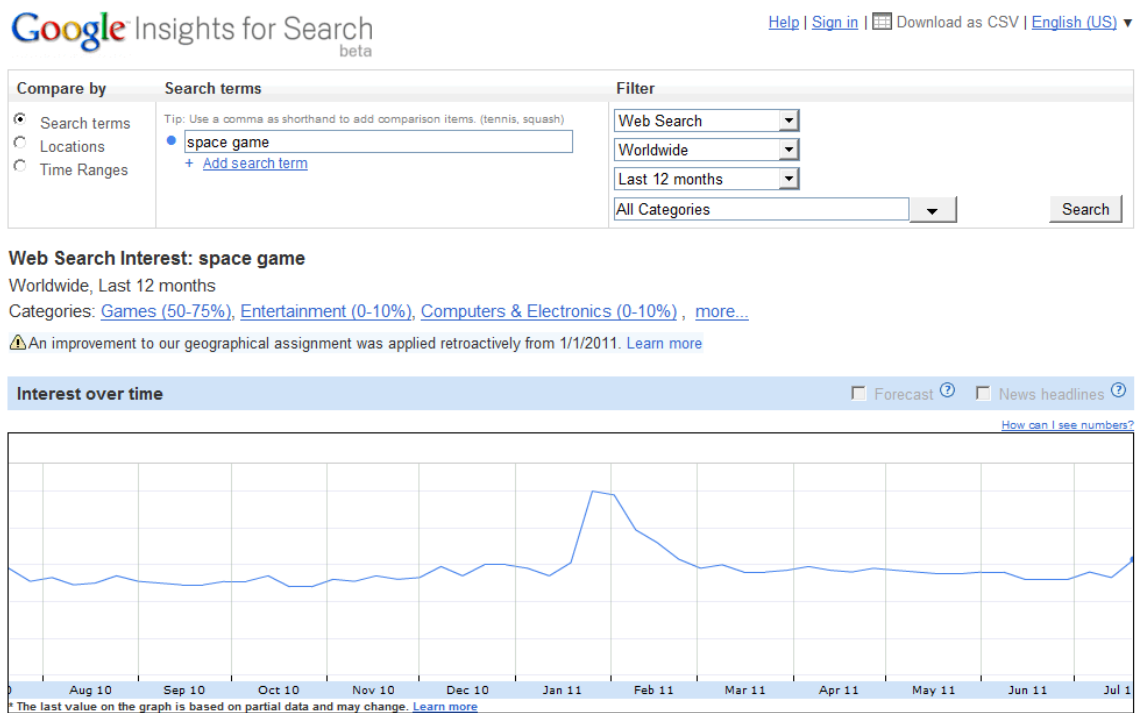 Google Insights for Search
beta
Help | Sign in | Download as CSV | English (US) ▼
Compare by
Search terms
Filter
Search terms
Locations
Time Ranges
Tip: Use a comma as shorthand to add comparison items. (tennis, squash)
space game
+ Add search term
Web Search
Worldwide
Last 12 months
All Categories
Search
Web Search Interest: space game
Worldwide, Last 12 months
Categories: Games (50-75%), Entertainment (0-10%), Computers & Electronics (0-10%) , more...
An improvement to our geographical assignment was applied retroactively from 1/1/2011. Learn more
Interest over time
Forecast ?
News headlines ?
How can I see numbers?
Aug 10 Sep 10 Oct 10 Nov 10 Dec 10 Jan 11 Feb 11 Mar 11 Apr 11 May 11 Jun 11 Jul 1
* The last value on the graph is based on partial data and may change. Learn more